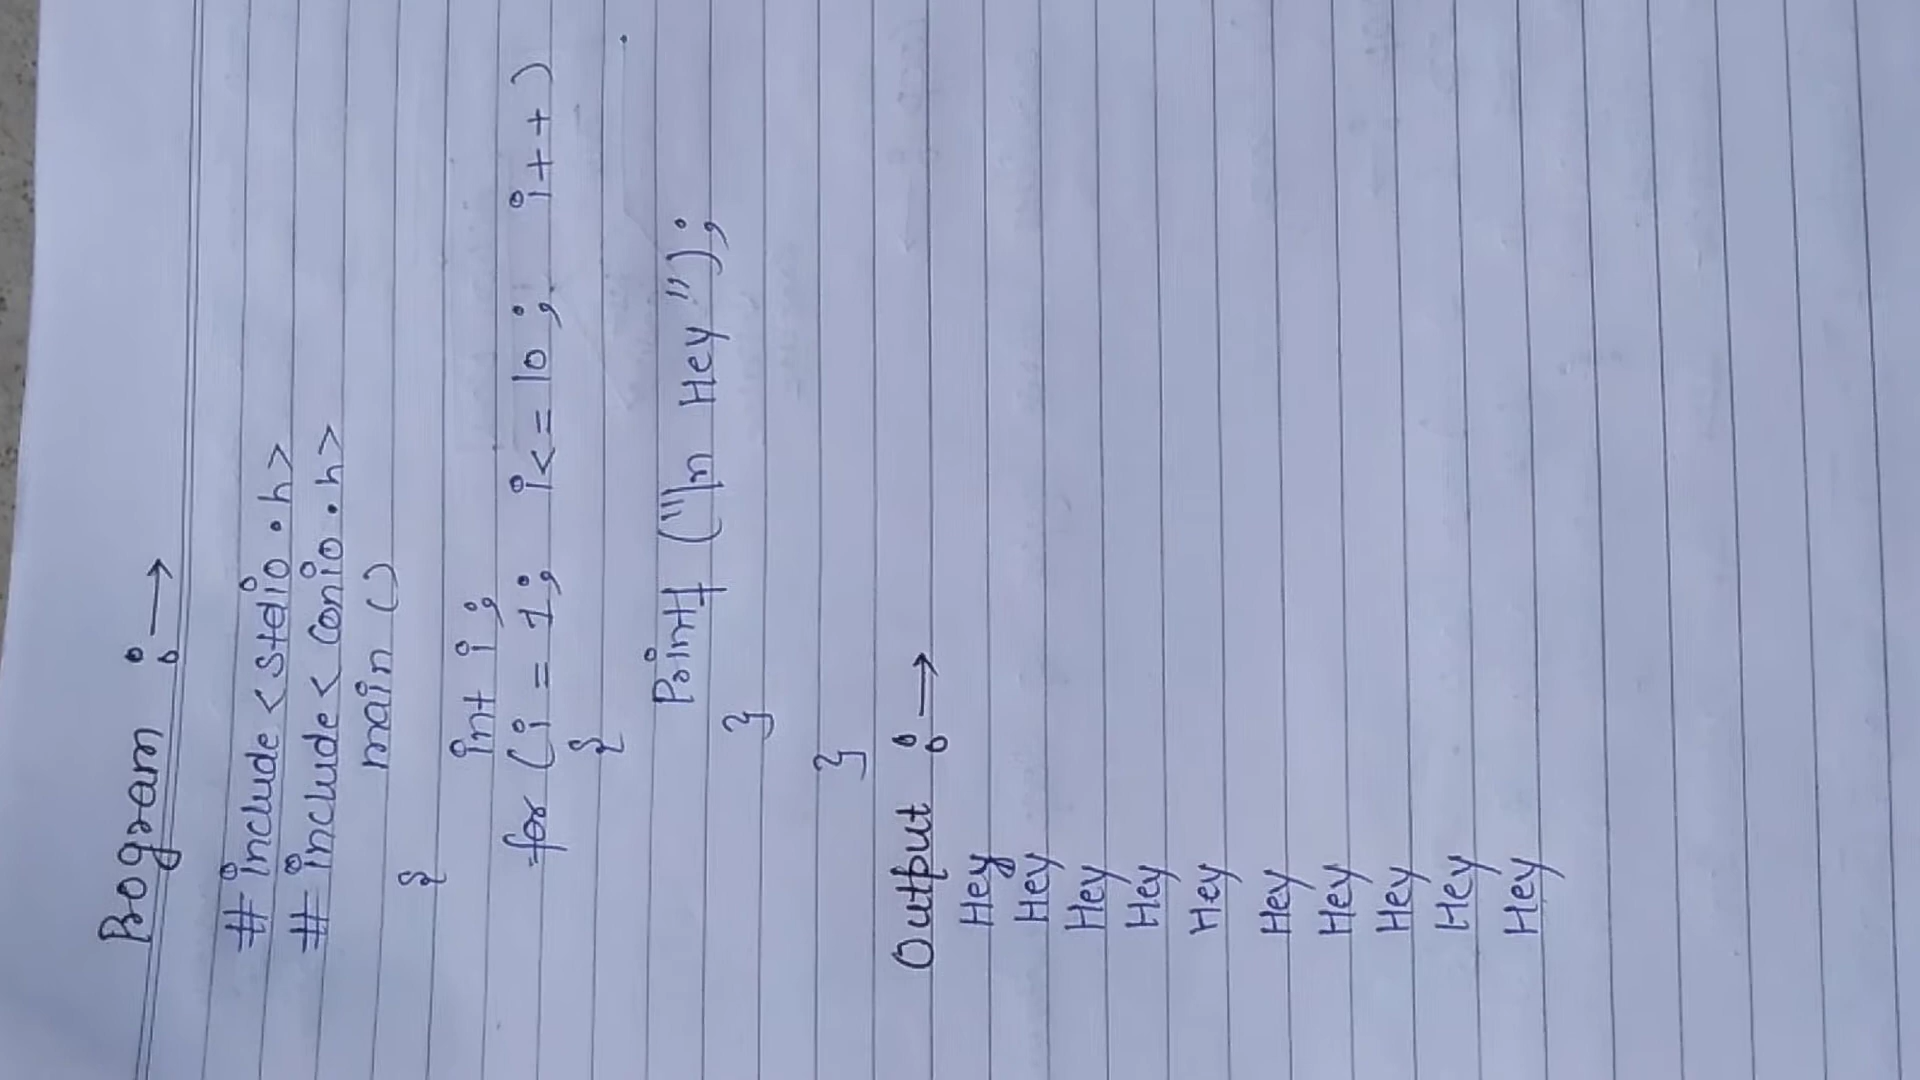 Program :→
# include <stdio.h>
# include < conio.h>
main ()
{
int i ;
for (i = 1; i<= 10 ; i++)
{
Printf ("\n Hey");
}
}
Output :→
Hey
Hey
Hey
Hey
Hey
Hey
Hey
Hey
Hey
Hey